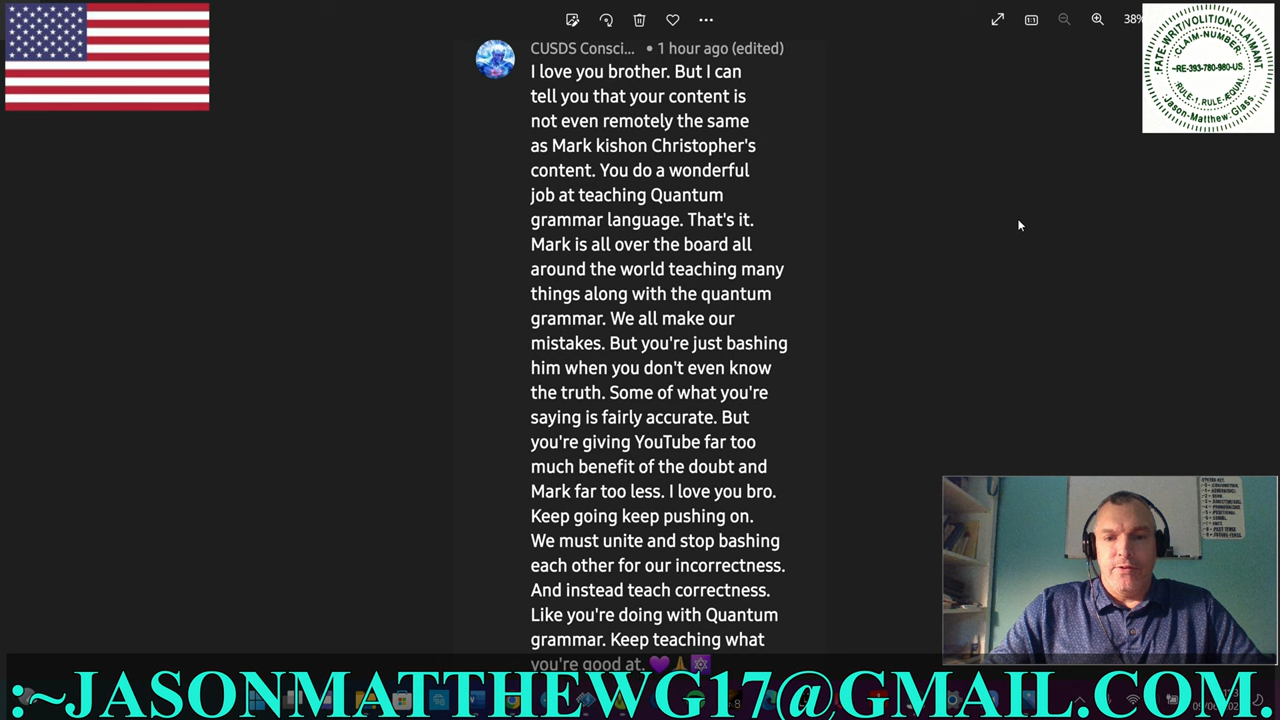 38%
:FATE-WRIT/VOLITION-CLAIMANT.
CLAIM-NUMBER:
~RE-393-780-980-US.
RULE-1. RULE-ÆQUAL
:Jason-Matthew: Glass.
CUSDS Consci... • 1 hour ago (edited)
I love you brother. But I can
tell you that your content is
not even remotely the same
as Mark kishon Christopher's
content. You do a wonderful
job at teaching Quantum
grammar language. That's it.
Mark is all over the board all
around the world teaching many
things along with the quantum
grammar. We all make our
mistakes. But you're just bashing
him when you don't even know
the truth. Some of what you're
saying is fairly accurate. But
you're giving YouTube far too
much benefit of the doubt and
Mark far too less. I love you bro.
Keep going keep pushing on.
We must unite and stop bashing
each other for our incorrectness.
And instead teach correctness.
Like you're doing with Quantum
grammar. Keep teaching what
you're good at. 💜🙏🔯
:~JASONMATTHEWG17@GMAIL.COM.